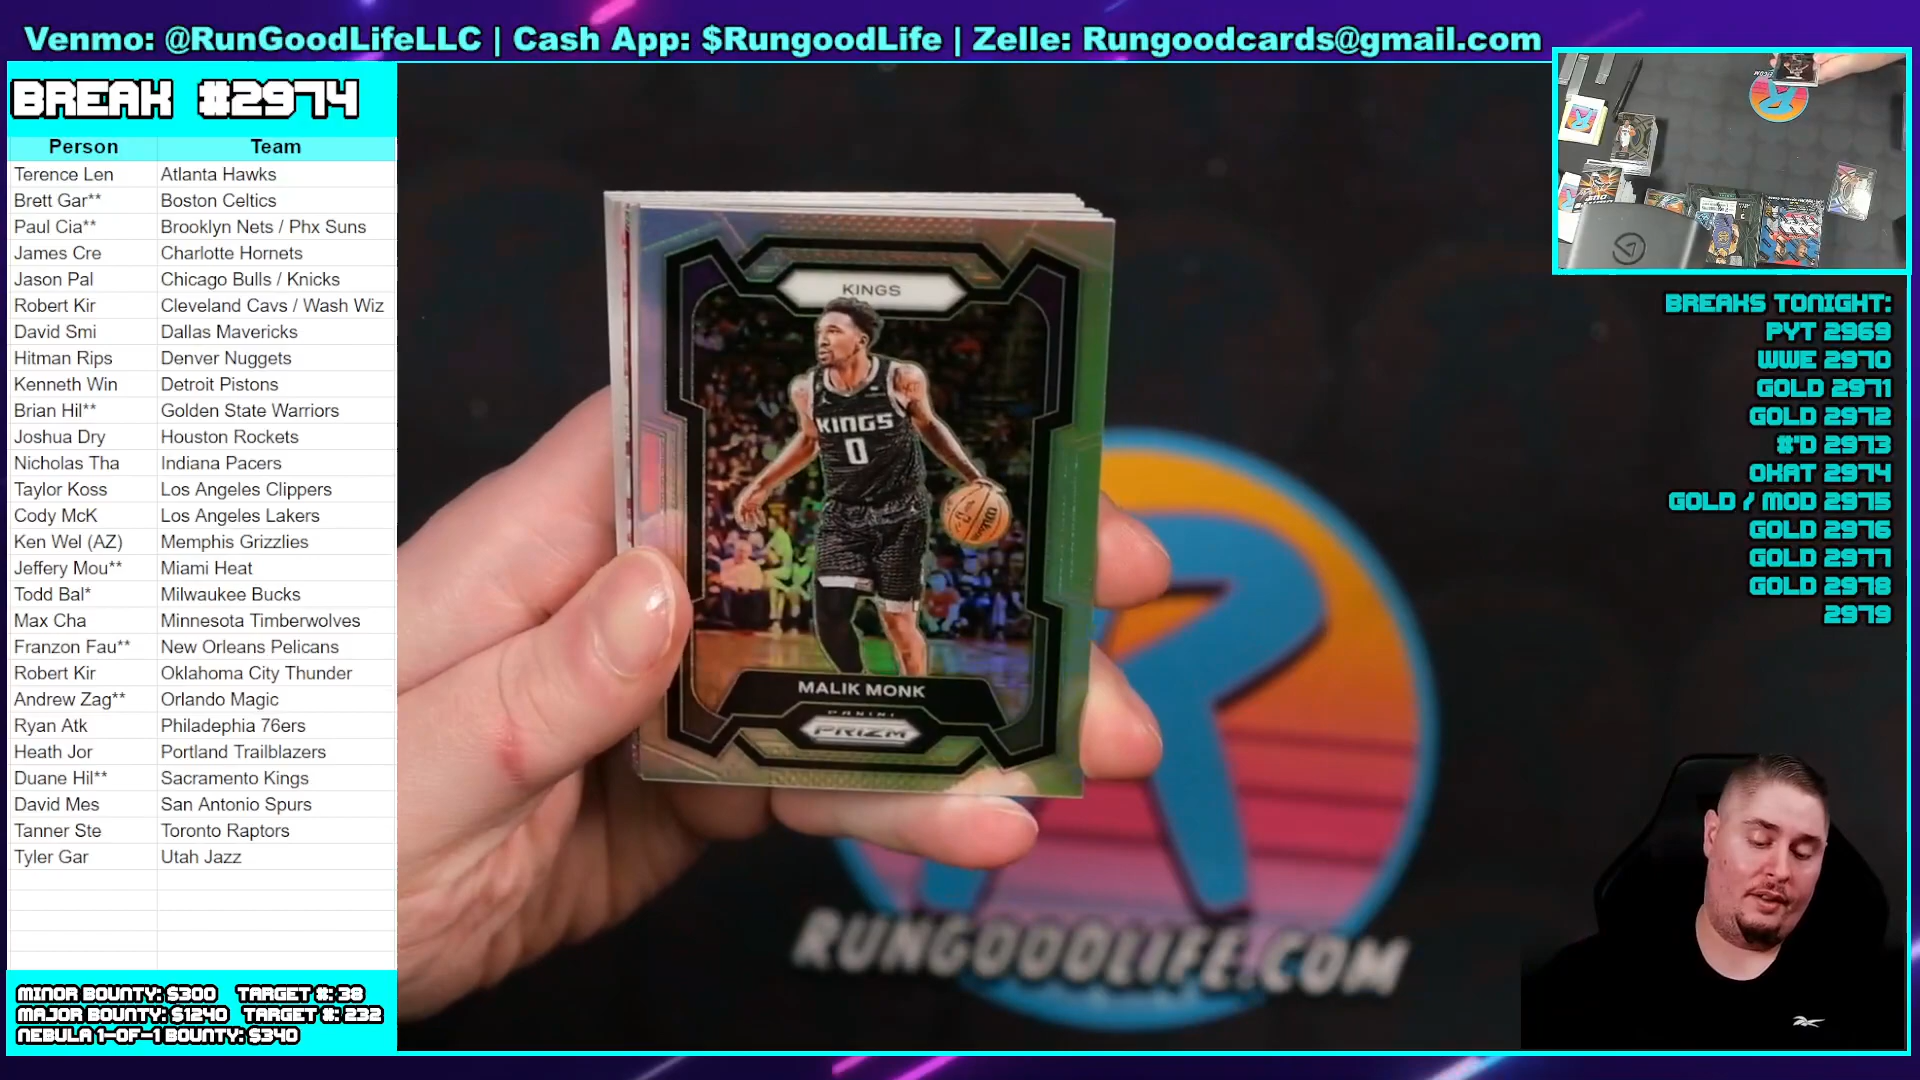 Venmo: @RunGoodLifeLLC | Cash App: $RungoodLife | Zelle: Rungoodcards@gmail.com
BREAK #2974
Person Team
Terence Len Atlanta Hawks
Brett Gar** Boston Celtics
Paul Cia** Brooklyn Nets / Phx Suns
James Cre Charlotte Hornets
Jason Pal Chicago Bulls / Knicks
Robert Kir Cleveland Cavs / Wash Wiz
David Smi Dallas Mavericks
Hitman Rips Denver Nuggets
Kenneth Win Detroit Pistons
Brian Hil** Golden State Warriors
Joshua Dry Houston Rockets
Nicholas Tha Indiana Pacers
Taylor Koss Los Angeles Clippers
Cody McK Los Angeles Lakers
Ken Wel (AZ) Memphis Grizzlies
Jeffery Mou** Miami Heat
Todd Bal* Milwaukee Bucks
Max Cha Minnesota Timberwolves
Franzon Fau** New Orleans Pelicans
Robert Kir Oklahoma City Thunder
Andrew Zag** Orlando Magic
Ryan Atk Philadephia 76ers
Heath Jor Portland Trailblazers
Duane Hil** Sacramento Kings
David Mes San Antonio Spurs
Tanner Ste Toronto Raptors
Tyler Gar Utah Jazz
MINOR BOUNTY: $300 TARGET #: 38
MAJOR BOUNTY: $1240 TARGET #: 232
NEBULA 1-OF-1 BOUNTY: $340
KINGS
KINGS
0
MALIK MONK
PANINI
PRIZM
R
RUNGOODLIFE.COM
BREAKS TONIGHT:
PYT 2969
WWE 2970
GOLD 2971
GOLD 2972
#'D 2973
OKAT 2974
GOLD / MOD 2975
GOLD 2976
GOLD 2977
GOLD 2978
2979